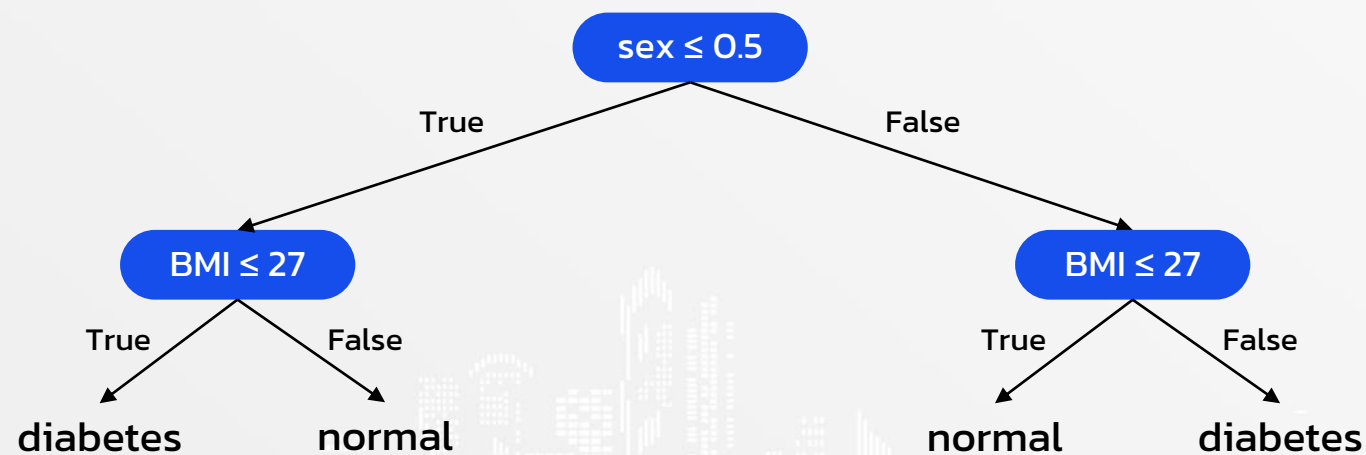 sex ≤ 0.5
True
False
BMI ≤ 27
BMI ≤ 27
True
False
True
False
diabetes
normal
normal
diabetes